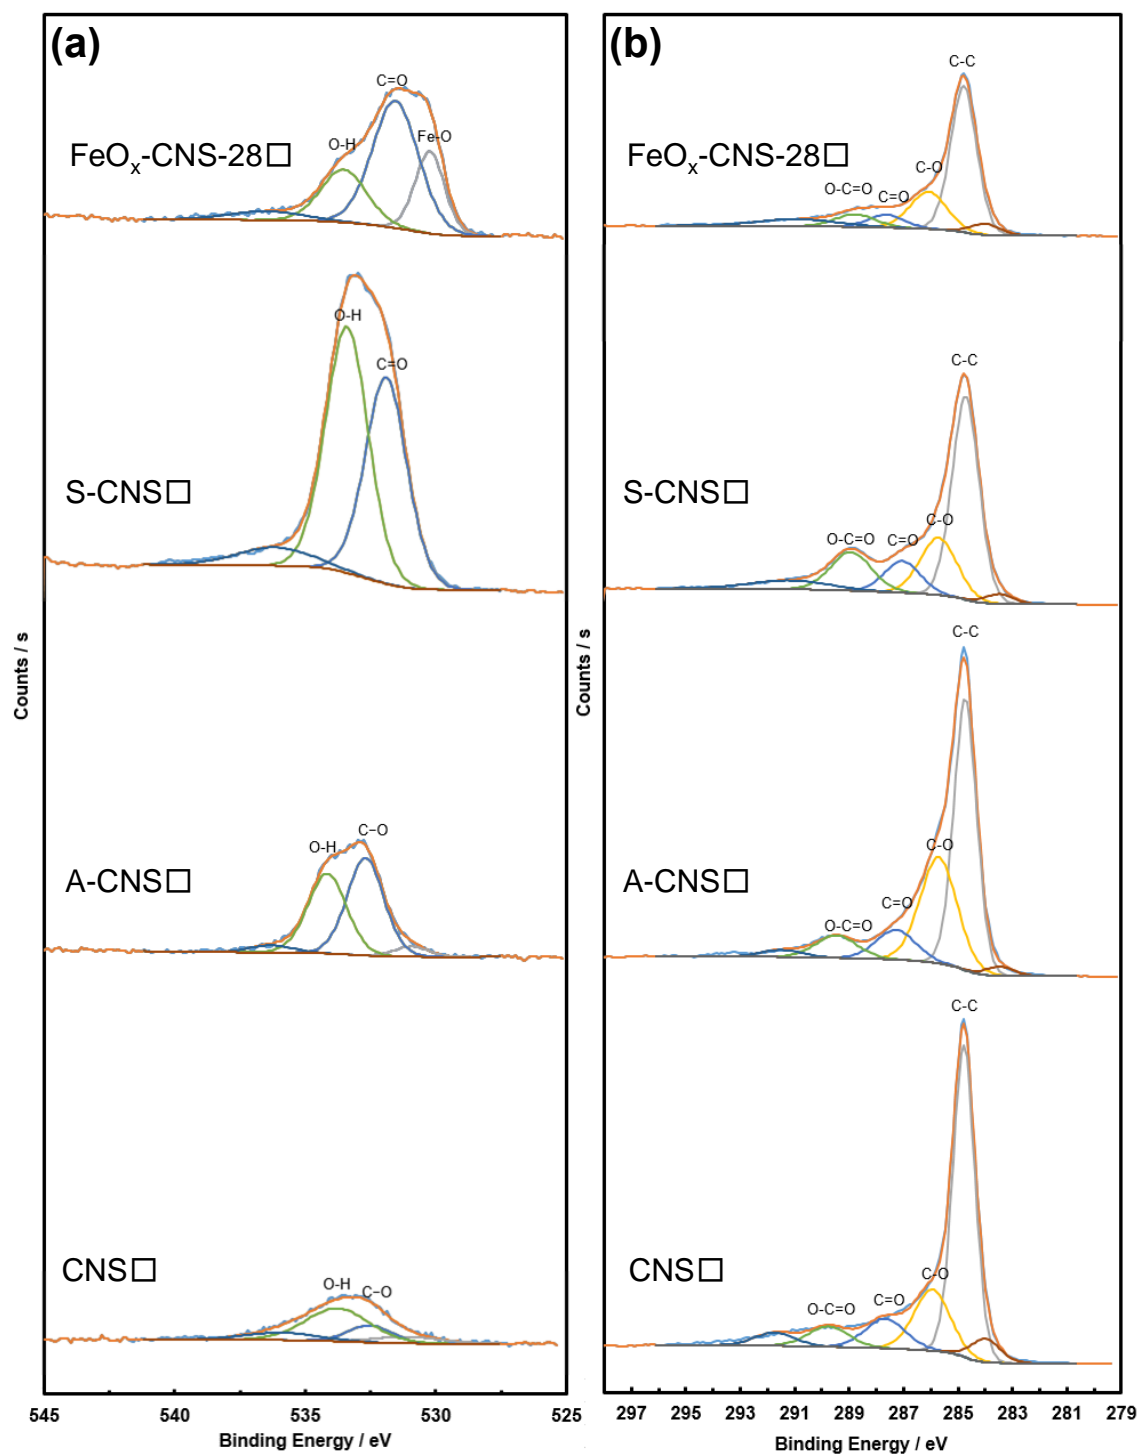 (a)
C=O
O-H
Fe-O
FeOx-CNS-28□
O-H
C=O
S-CNS□
C–O
O-H
A-CNS□
O-H
C–O
CNS□
Counts / s
545
540
535
530
525
Binding Energy / eV
(b)
C-C
FeOx-CNS-28□
C-O
O-C=O
C=O
C-C
S-CNS□
C-O
O-C=O
C=O
C-C
C-O
A-CNS□
C=O
O-C=O
C-C
CNS□
C-O
C=O
O-C=O
Counts / s
297
295
293
291
289
287
285
283
281
279
Binding Energy / eV